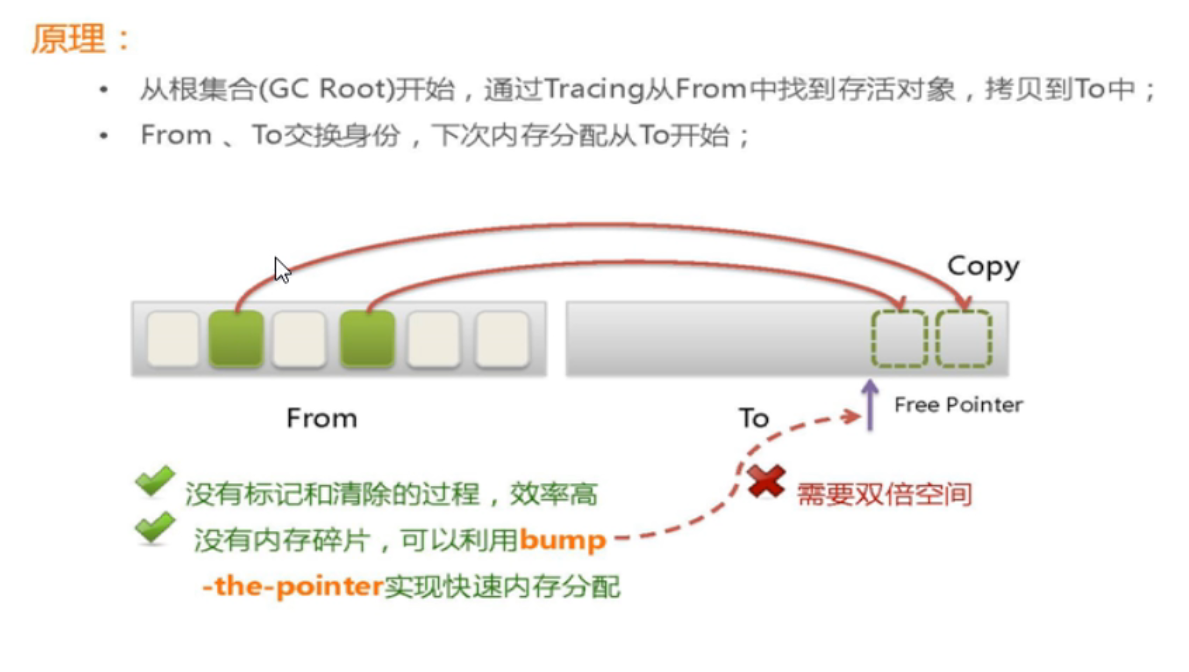 原理：
• 从根集合(GC Root)开始，通过Tracing从From中找到存活对象，拷贝到To中；
• From 、To交换身份，下次内存分配从To开始；
Copy
From
To
Free Pointer
没有标记和清除的过程，效率高
需要双倍空间
没有内存碎片，可以利用bump
-the-pointer实现快速内存分配